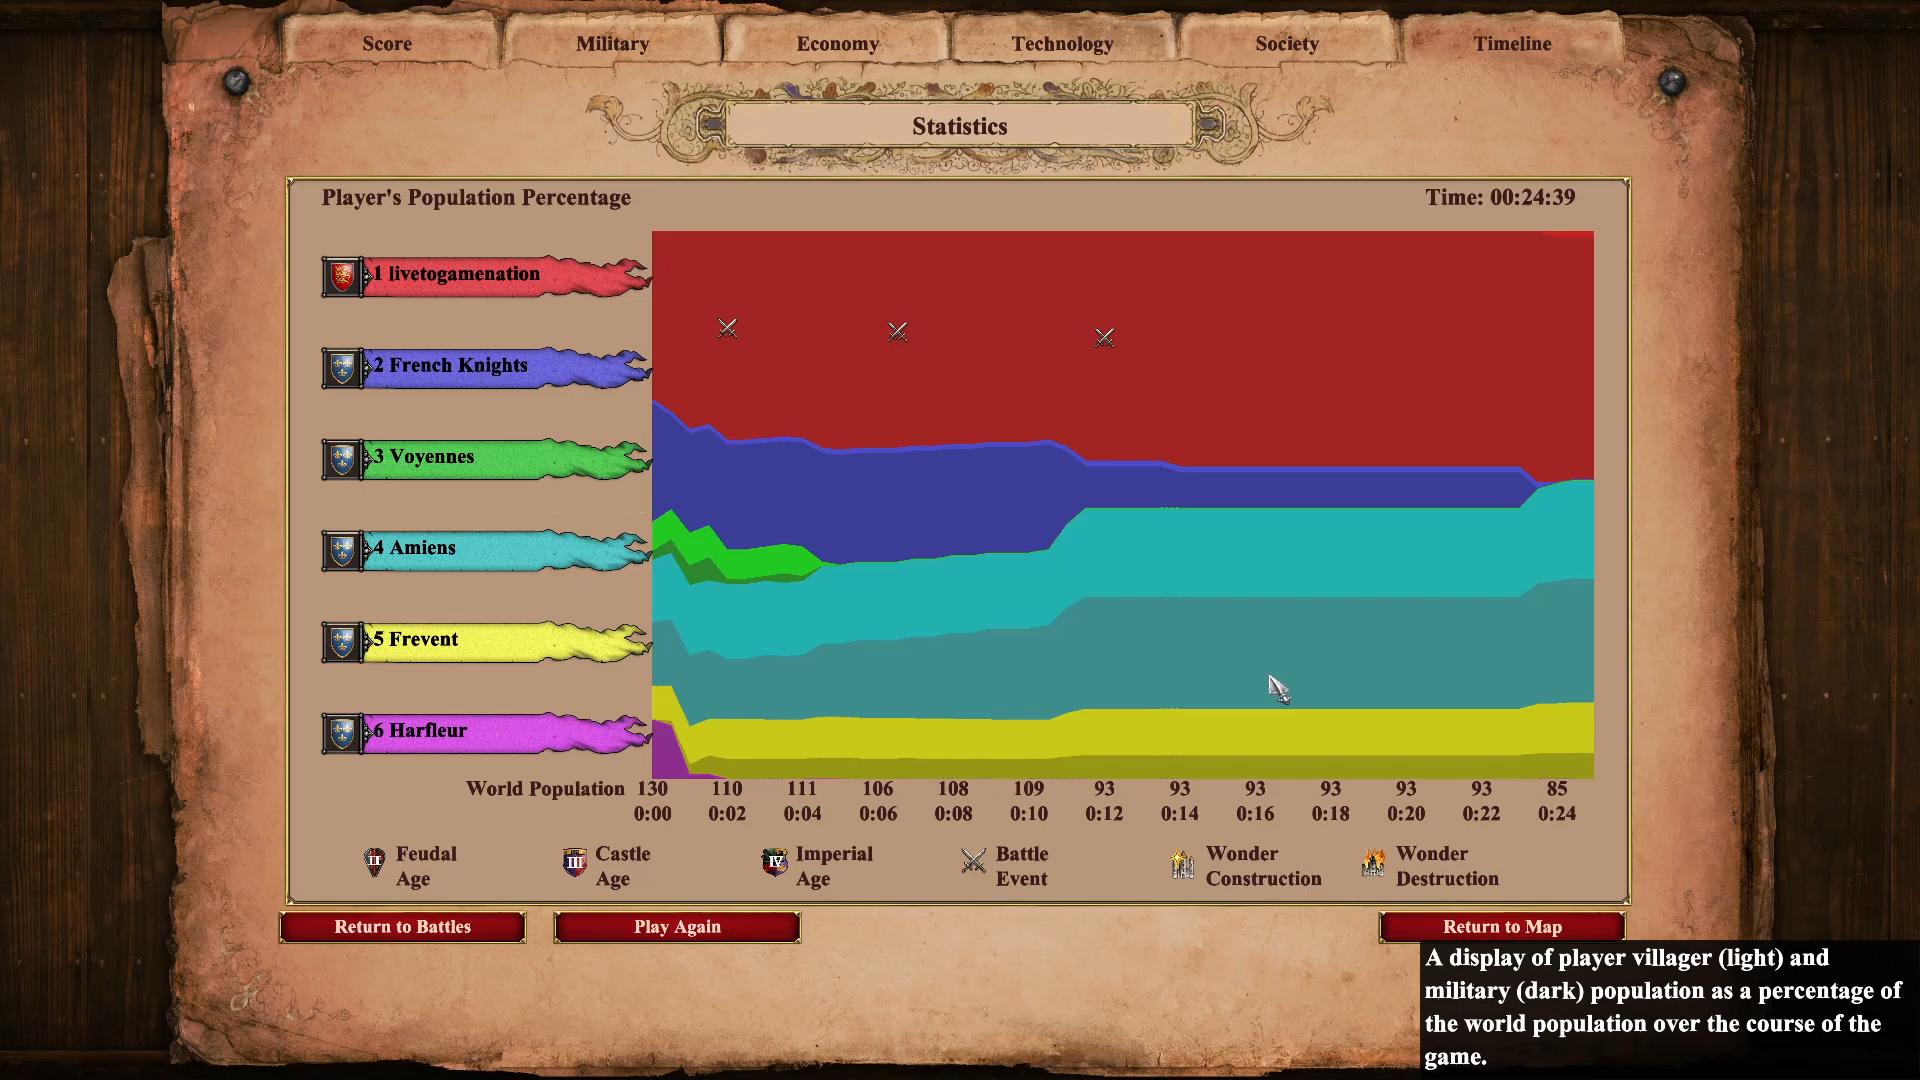 Score
Military
Economy
Technology
Society
Timeline
Statistics
Player's Population Percentage
Time: 00:24:39
1 livetogamenation
2 French Knights
3 Voyennes
4 Amiens
5 Frevent
6 Harfleur
World Population 130 110 111 106 108 109 93 93 93 93 93 93 85
0:00 0:02 0:04 0:06 0:08 0:10 0:12 0:14 0:16 0:18 0:20 0:22 0:24
II
Feudal
Age
III
Castle
Age
IV
Imperial
Age
Battle
Event
Wonder
Construction
Wonder
Destruction
Return to Battles
Play Again
Return to Map
A display of player villager (light) and
military (dark) population as a percentage of
the world population over the course of the
game.